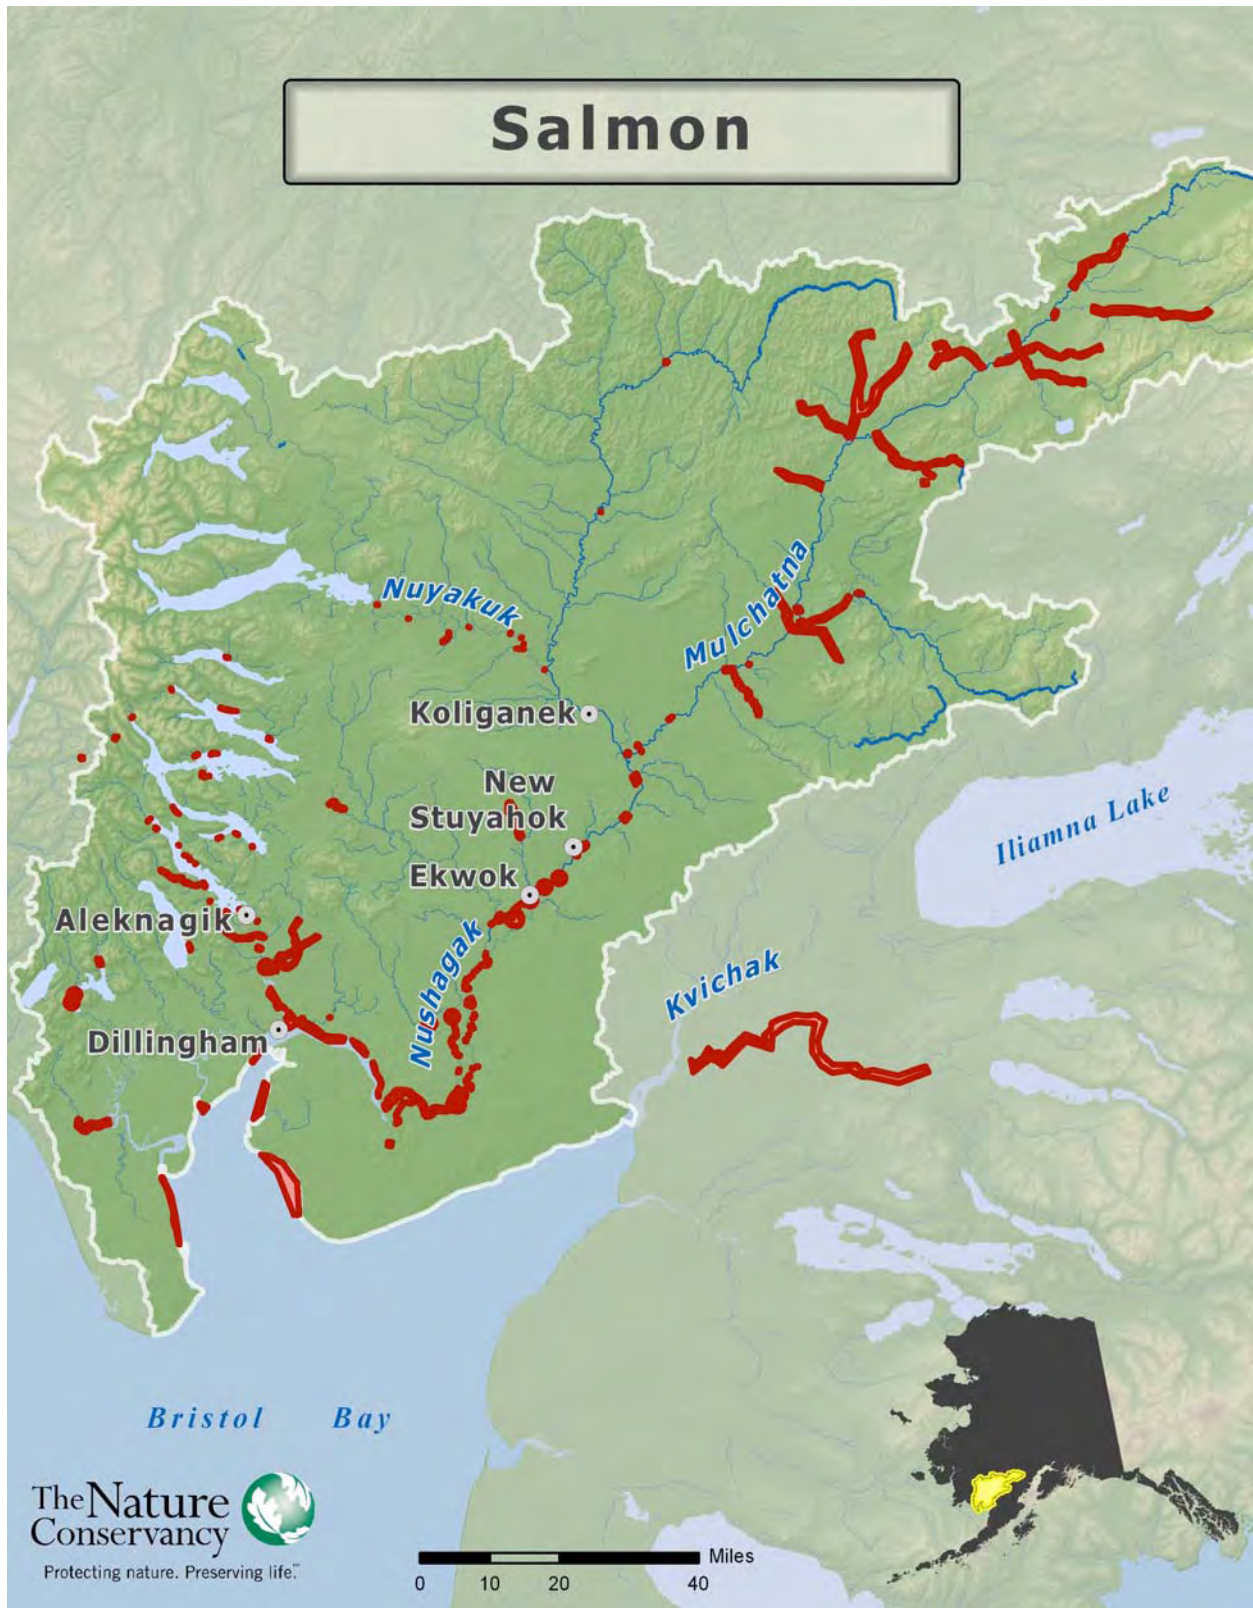 Salmon
Nuyakuk
Mulchatna
Koliganek
New
Stuyahok
Iliamna Lake
Ekwok
Aleknagik
Nushagak
Kvichak
Dillingham
Bristol Bay
The Nature
Conservancy
Protecting nature. Preserving life.™
Miles
0 10 20 40